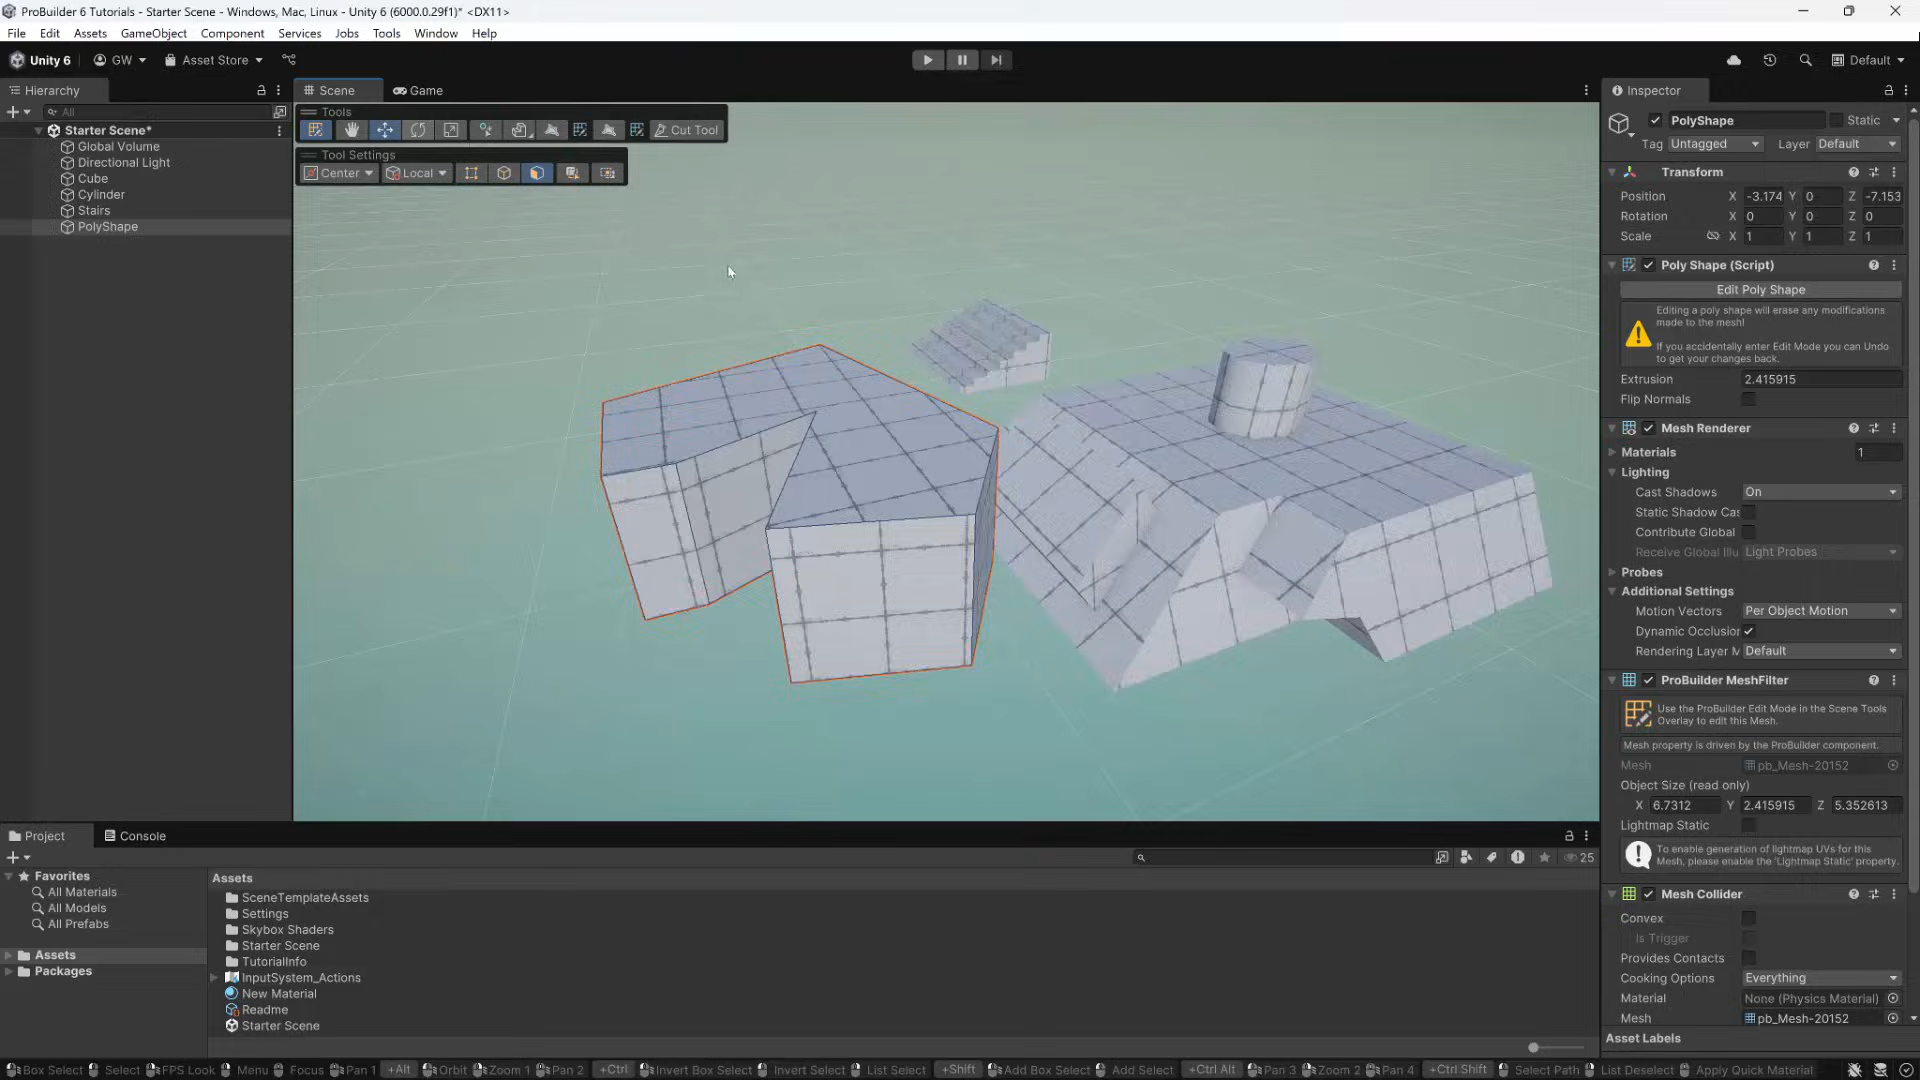 ProBuilder 6 Tutorials - Starter Scene - Windows, Mac, Linux - Unity 6 (6000.0.29f1)* <DX11>
File Edit Assets GameObject Component Services Jobs Tools Window Help
Unity 6 GW Asset Store Default
Hierarchy
All
Starter Scene*
Global Volume
Directional Light
Cube
Cylinder
Stairs
PolyShape
Scene Game
Tools
Cut Tool
Tool Settings
Center Local
Inspector
PolyShape Static
Tag Untagged Layer Default
Transform
Position X -3.174 Y 0 Z -7.153
Rotation X 0 Y 0 Z 0
Scale X 1 Y 1 Z 1
Poly Shape (Script)
Edit Poly Shape
Editing a poly shape will erase any modifications
made to the mesh!
If you accidentally enter Edit Mode you can Undo
to get your changes back.
Extrusion 2.415915
Flip Normals
Mesh Renderer
Materials 1
Lighting
Cast Shadows On
Static Shadow Cas
Contribute Global
Receive Global Illu Light Probes
Probes
Additional Settings
Motion Vectors Per Object Motion
Dynamic Occlusion
Rendering Layer M Default
ProBuilder MeshFilter
Use the ProBuilder Edit Mode in the Scene Tools
Overlay to edit this Mesh.
Mesh property is driven by the ProBuilder component.
Mesh pb_Mesh-20152
Object Size (read only)
X 6.7312 Y 2.415915 Z 5.352613
Lightmap Static
To enable generation of lightmap UVs for this
Mesh, please enable the 'Lightmap Static' property.
Mesh Collider
Convex
Is Trigger
Provides Contacts
Cooking Options Everything
Material None (Physics Material)
Mesh pb_Mesh-20152
Asset Labels
Project Console
25
Favorites
All Materials
All Models
All Prefabs
Assets
Packages
Assets
SceneTemplateAssets
Settings
Skybox Shaders
Starter Scene
TutorialInfo
InputSystem_Actions
New Material
Readme
Starter Scene
Box Select Select FPS Look Menu Focus Pan 1 +Alt Orbit Zoom 1 Pan 2 +Ctrl Invert Box Select Invert Select List Select +Shift Add Box Select Add Select +Ctrl Alt Pan 3 Zoom 2 Pan 4 +Ctrl Shift Select Path List Deselect Apply Quick Material